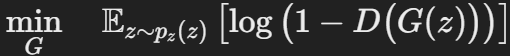 min_G 𝔼_{z∼p_z(z)} [log (1 − D(G(z)))]